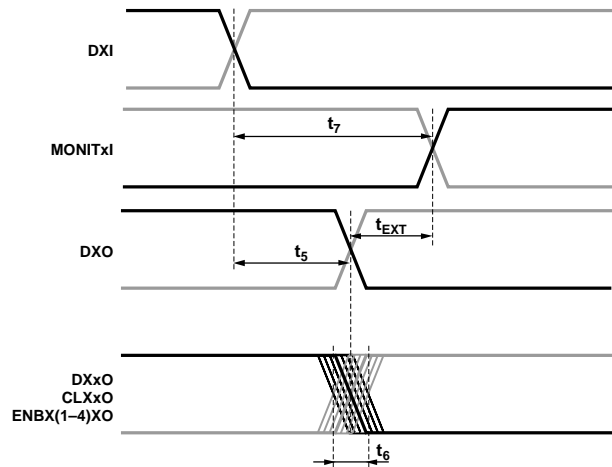 DXI
t7
MONITxI
tEXT
DXO
t5
DXxO
CLXxO
ENBX(1–4)XO
t6